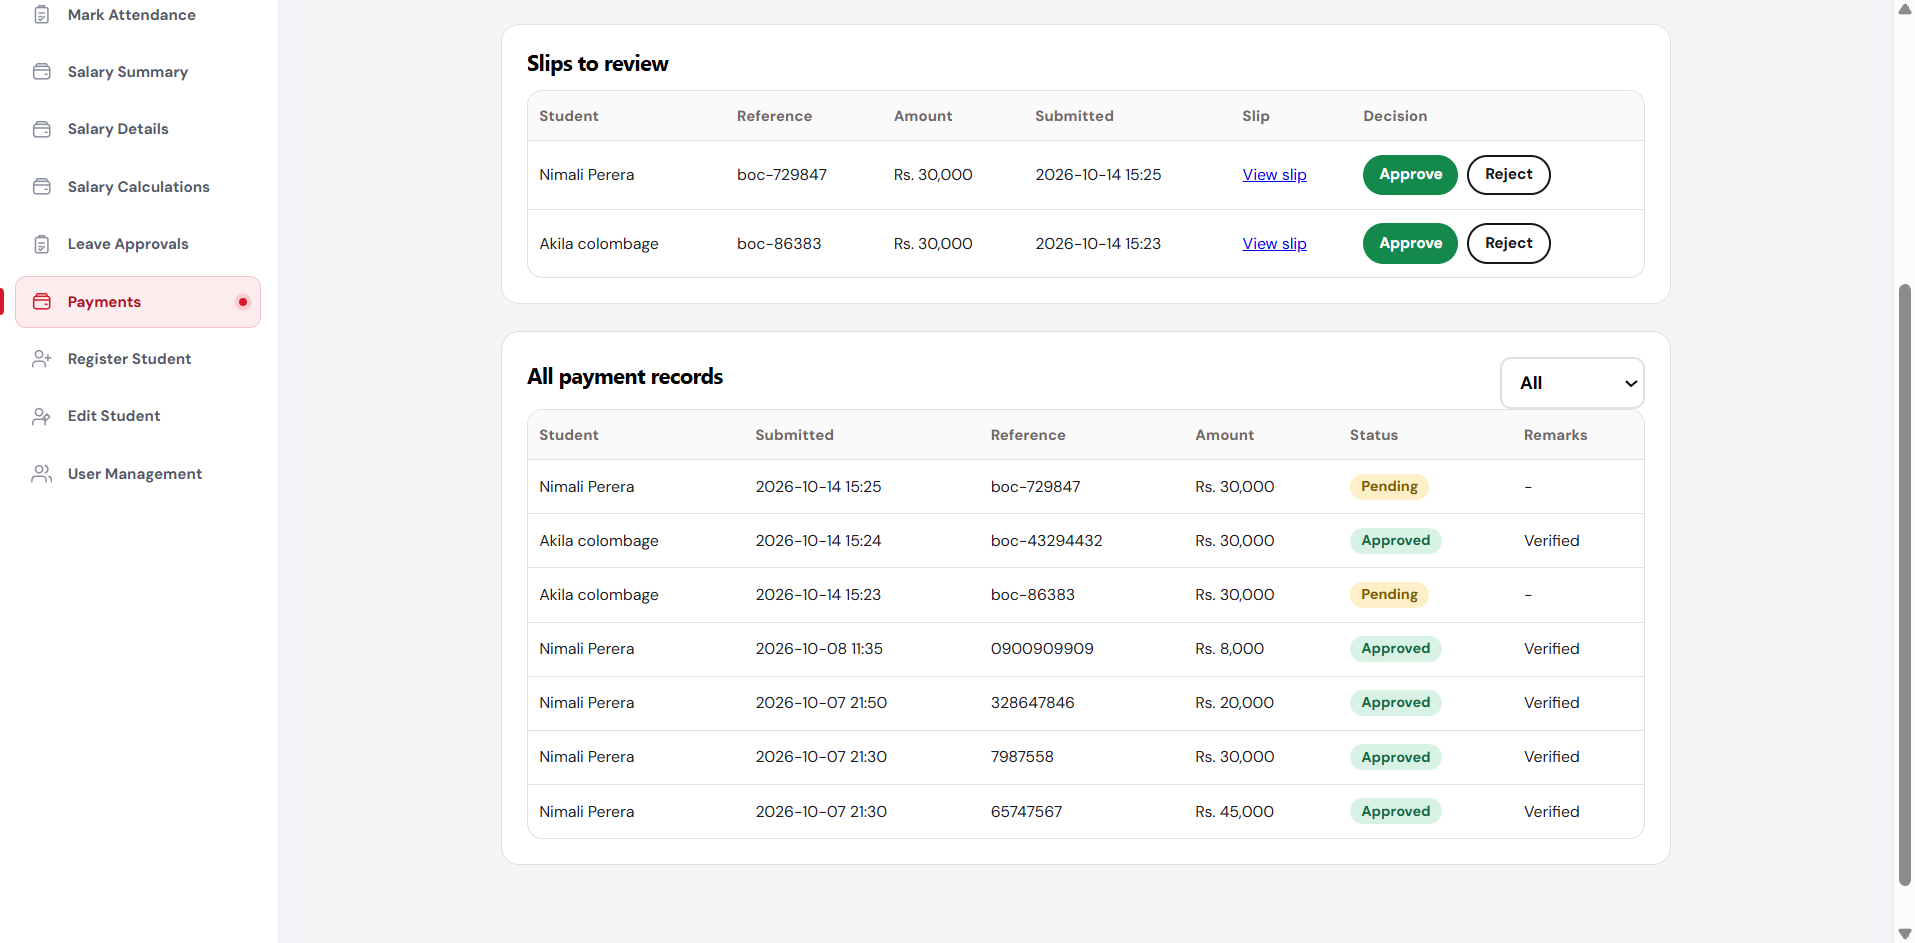 Mark Attendance
Salary Summary
Salary Details
Salary Calculations
Leave Approvals
Payments
Register Student
Edit Student
User Management
Slips to review
Student Reference Amount Submitted Slip Decision
Nimali Perera boc-729847 Rs. 30,000 2026-10-14 15:25 View slip Approve Reject
Akila colombage boc-86383 Rs. 30,000 2026-10-14 15:23 View slip Approve Reject
All payment records
All
Student Submitted Reference Amount Status Remarks
Nimali Perera 2026-10-14 15:25 boc-729847 Rs. 30,000 Pending -
Akila colombage 2026-10-14 15:24 boc-43294432 Rs. 30,000 Approved Verified
Akila colombage 2026-10-14 15:23 boc-86383 Rs. 30,000 Pending -
Nimali Perera 2026-10-08 11:35 0900909909 Rs. 8,000 Approved Verified
Nimali Perera 2026-10-07 21:50 328647846 Rs. 20,000 Approved Verified
Nimali Perera 2026-10-07 21:30 7987558 Rs. 30,000 Approved Verified
Nimali Perera 2026-10-07 21:30 65747567 Rs. 45,000 Approved Verified